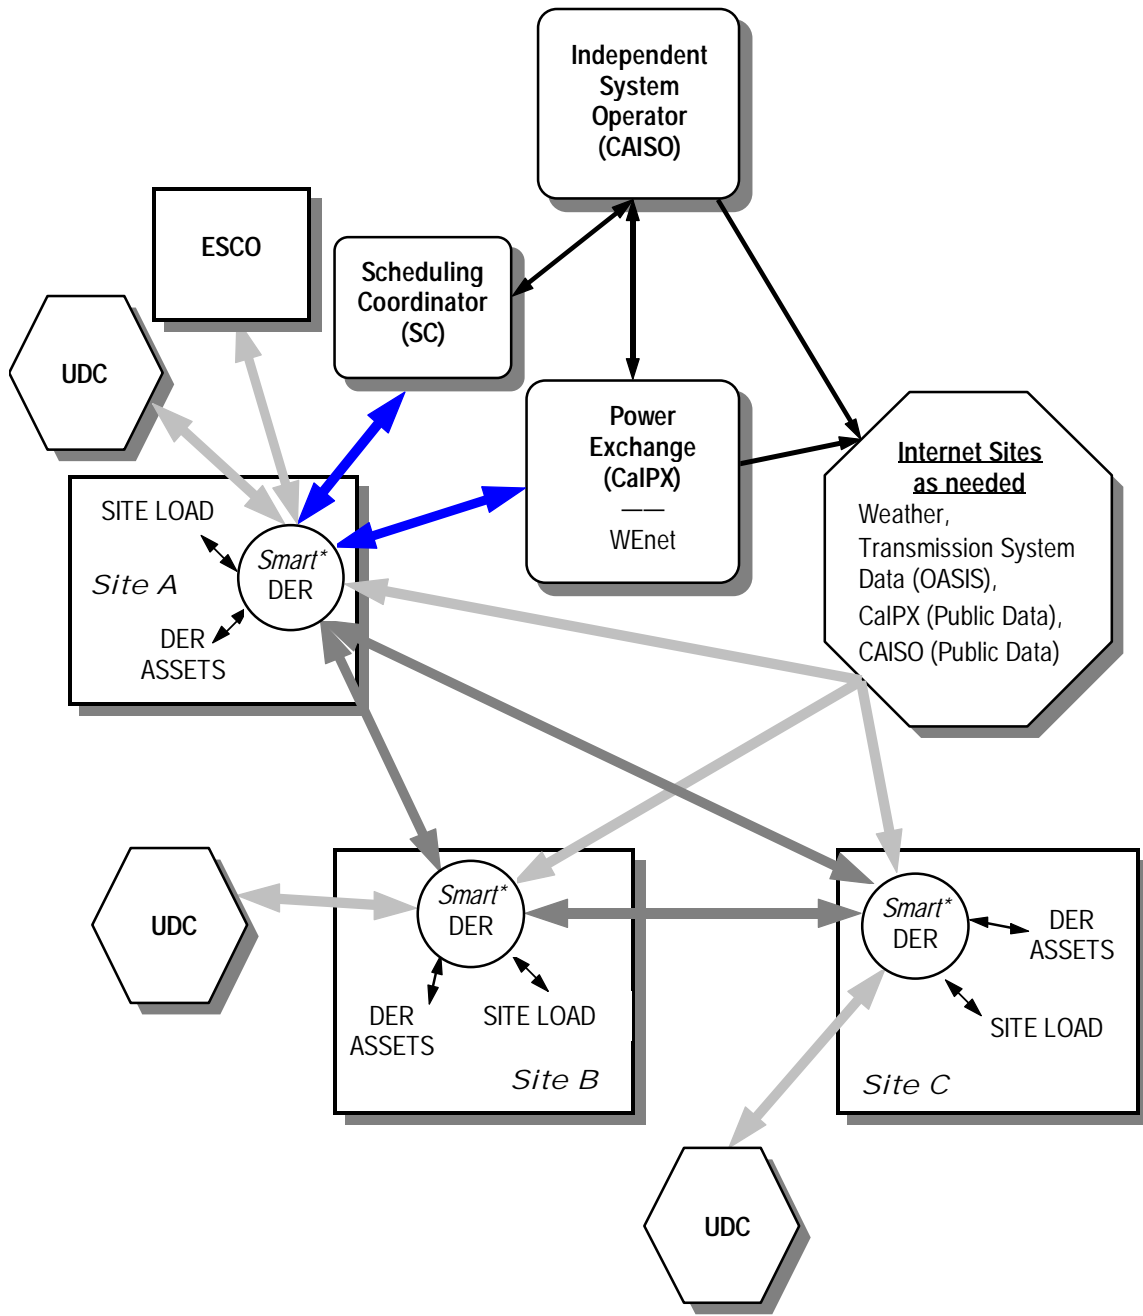 Independent
System
Operator
(CAISO)
ESCO
Scheduling
Coordinator
(SC)
UDC
Power
Exchange
(CalPX)
——
WEnet
Internet Sites
as needed
Weather,
Transmission System
Data (OASIS),
CalPX (Public Data),
CAISO (Public Data)
SITE LOAD
Smart*
DER
Site A
DER
ASSETS
UDC
Smart*
DER
DER
ASSETS
SITE LOAD
Site B
Smart*
DER
DER
ASSETS
SITE LOAD
Site C
UDC